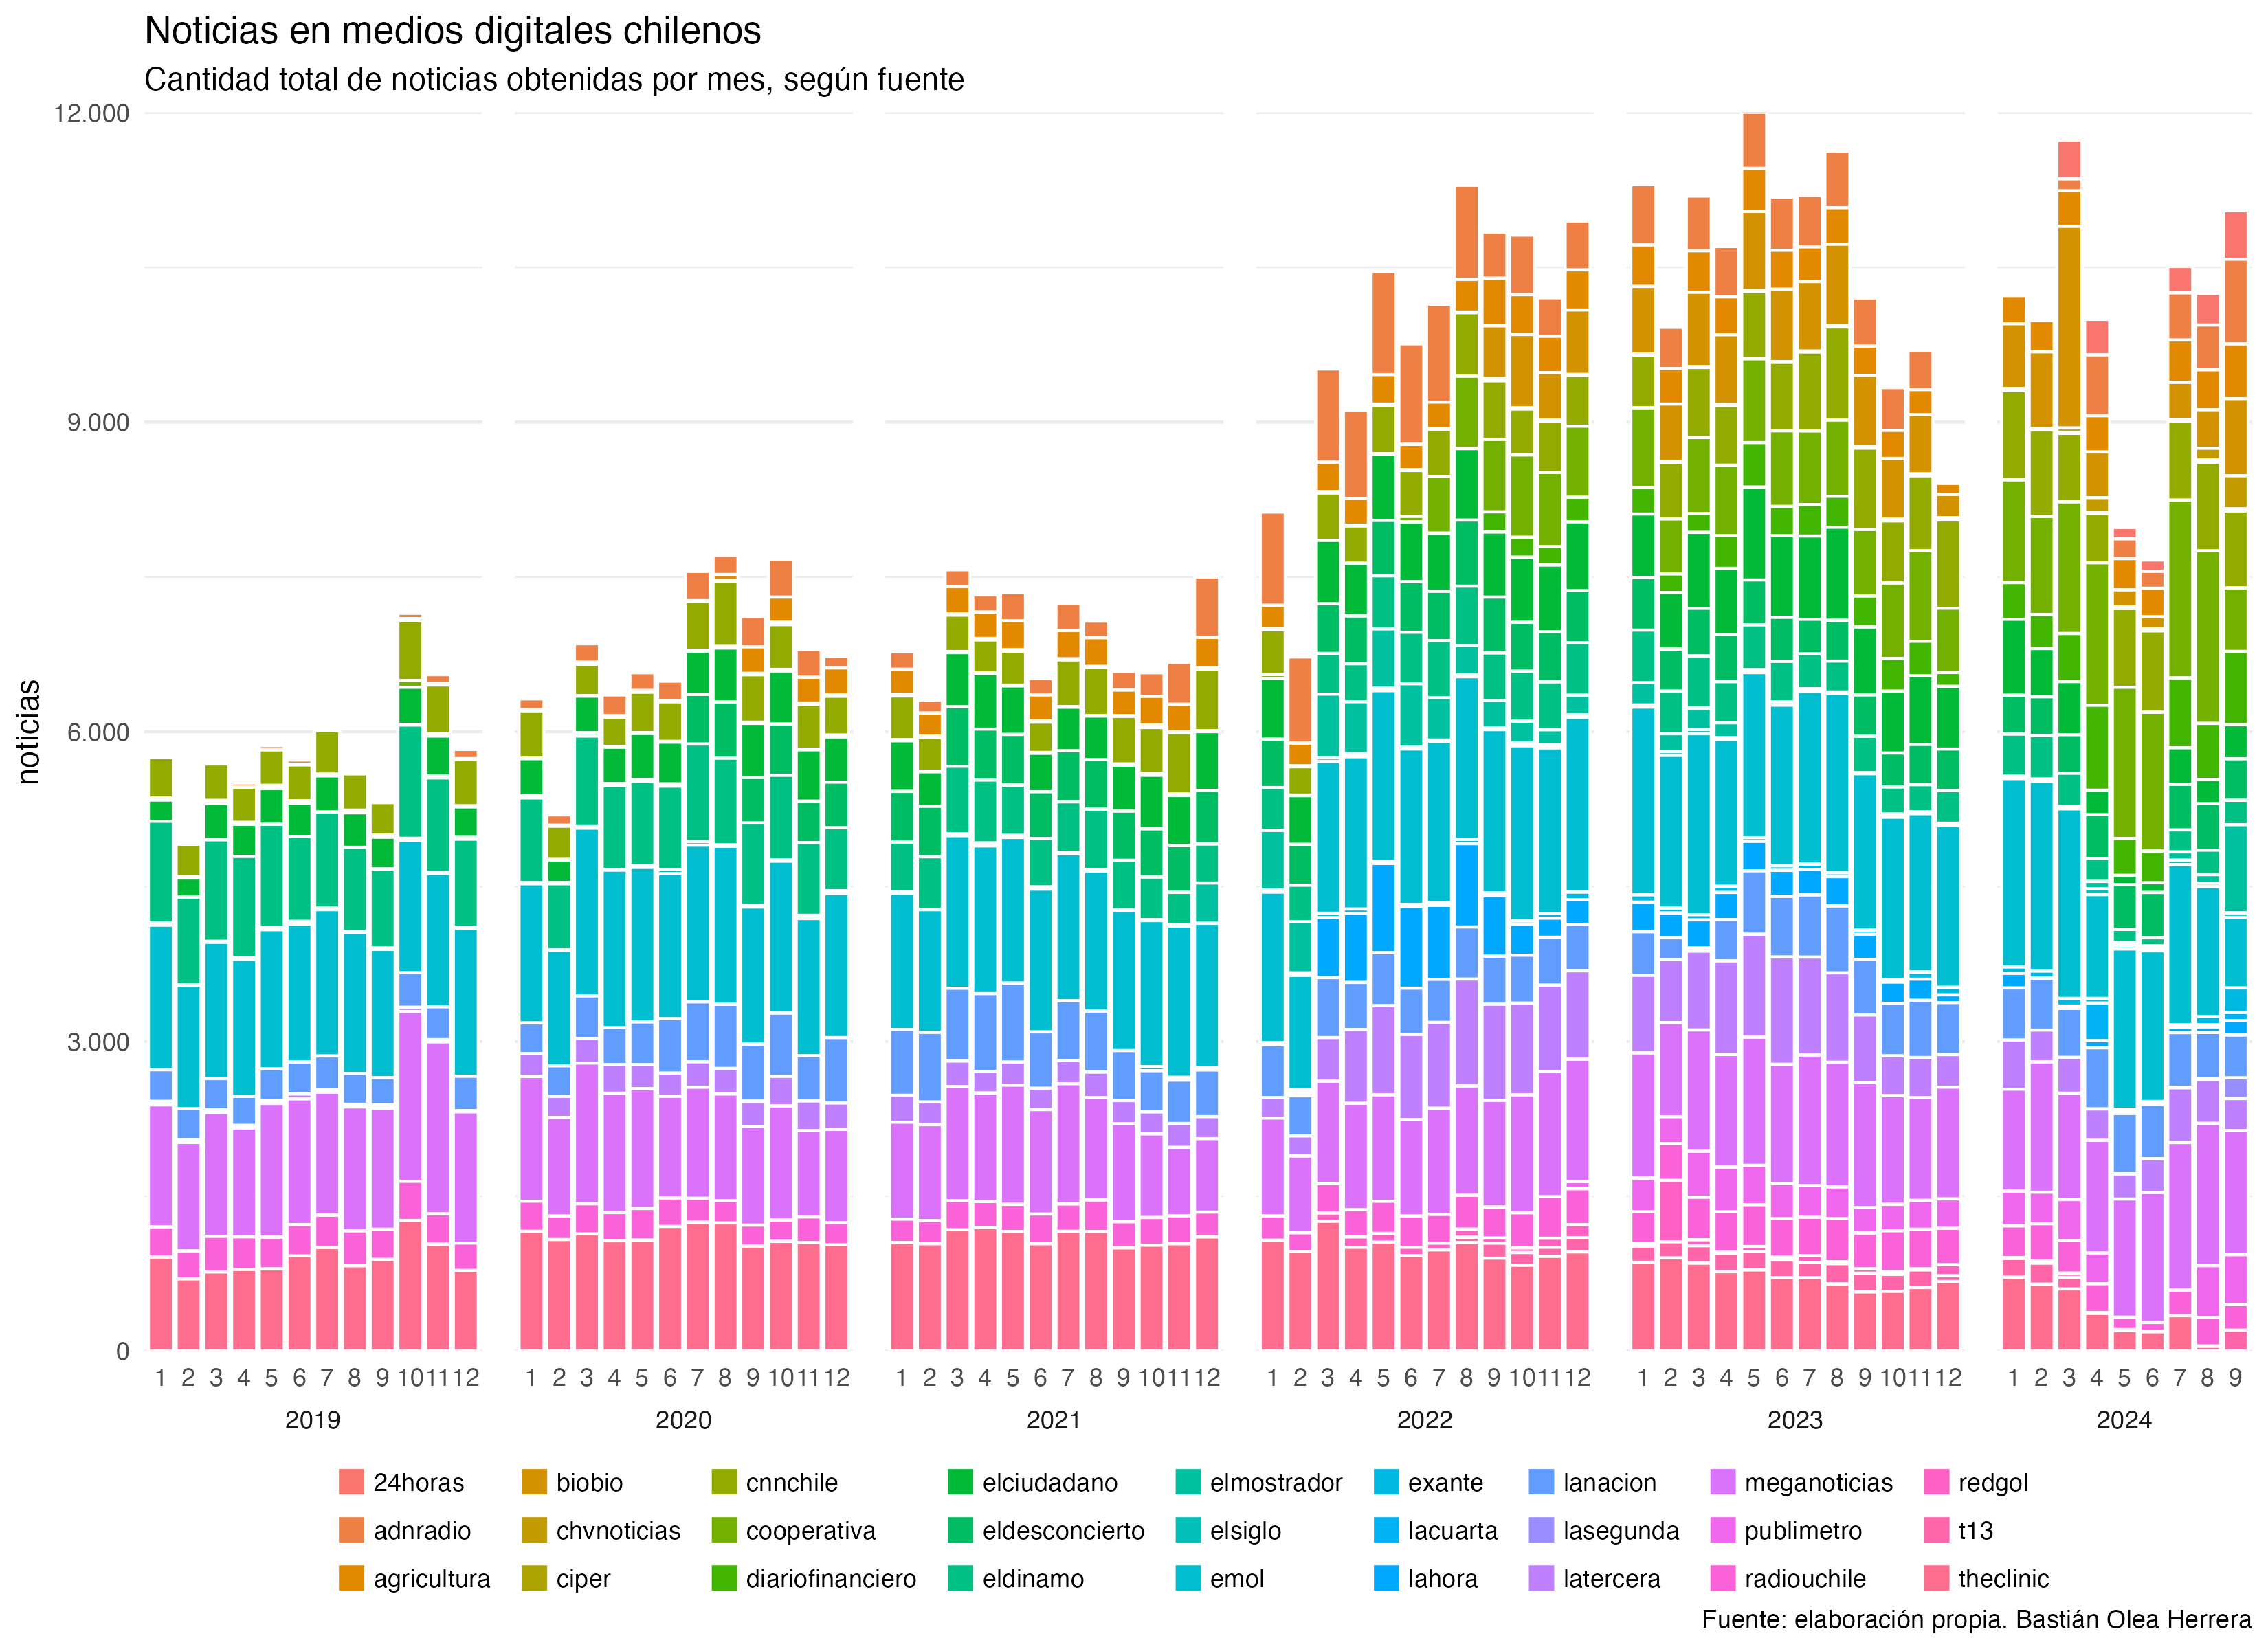 Noticias en medios digitales chilenos
Cantidad total de noticias obtenidas por mes, según fuente
noticias
12.000
9.000
6.000
3.000
0
1 2 3 4 5 6 7 8 9 10 11 12
2019
1 2 3 4 5 6 7 8 9 10 11 12
2020
1 2 3 4 5 6 7 8 9 10 11 12
2021
1 2 3 4 5 6 7 8 9 10 11 12
2022
1 2 3 4 5 6 7 8 9 10 11 12
2023
1 2 3 4 5 6 7 8 9
2024
24horas biobio cnnchile elciudadano elmostrador exante lanacion meganoticias redgol
adnradio chvnoticias cooperativa eldesconcierto elsiglo lacuarta lasegunda publimetro t13
agricultura ciper diariofinanciero eldinamo emol lahora latercera radiouchile theclinic
Fuente: elaboración propia. Bastián Olea Herrera